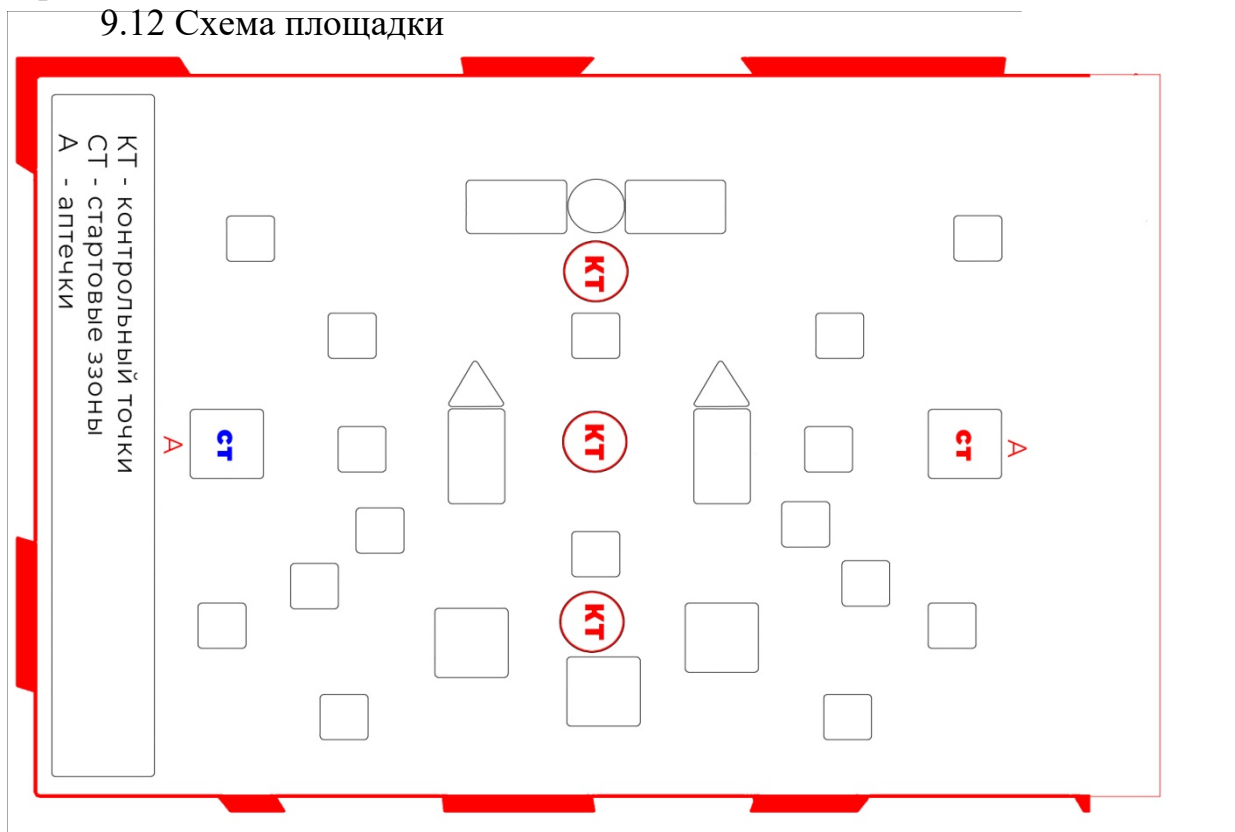 9.12 Схема площадки
КТ - контрольный точки
СТ - стартовые ззоны
А - аптечки
КТ
А
СТ
КТ
СТ
А
КТ